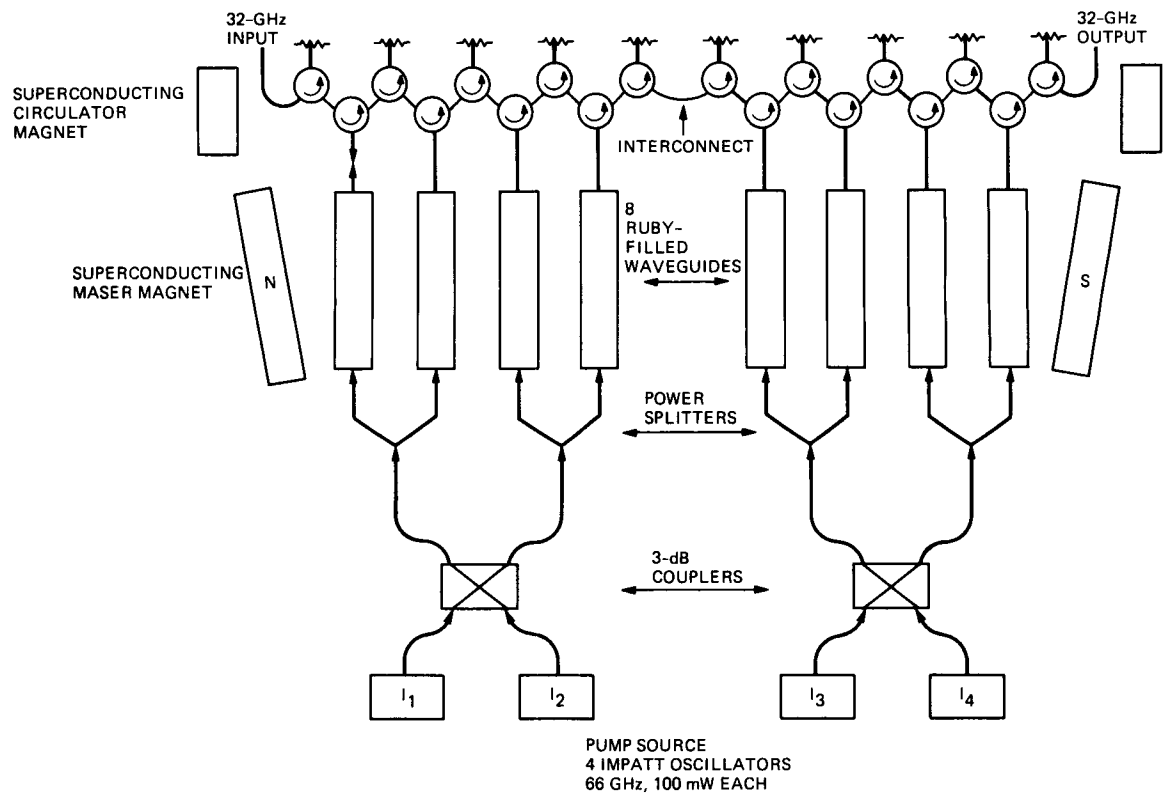 32-GHz
INPUT
32-GHz
OUTPUT
SUPERCONDUCTING
CIRCULATOR
MAGNET
INTERCONNECT
8
RUBY-
FILLED
WAVEGUIDES
SUPERCONDUCTING
MASER MAGNET
N
S
POWER
SPLITTERS
3-dB
COUPLERS
I1
I2
I3
I4
PUMP SOURCE
4 IMPATT OSCILLATORS
66 GHz, 100 mW EACH